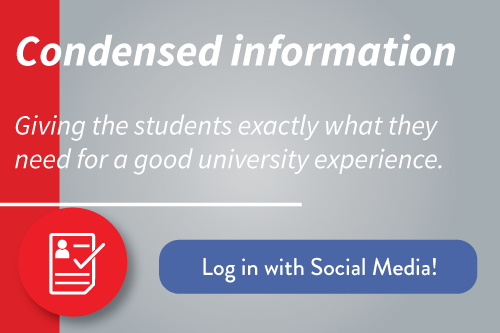 Condensed information
Giving the students exactly what they
need for a good university experience.
Log in with Social Media!